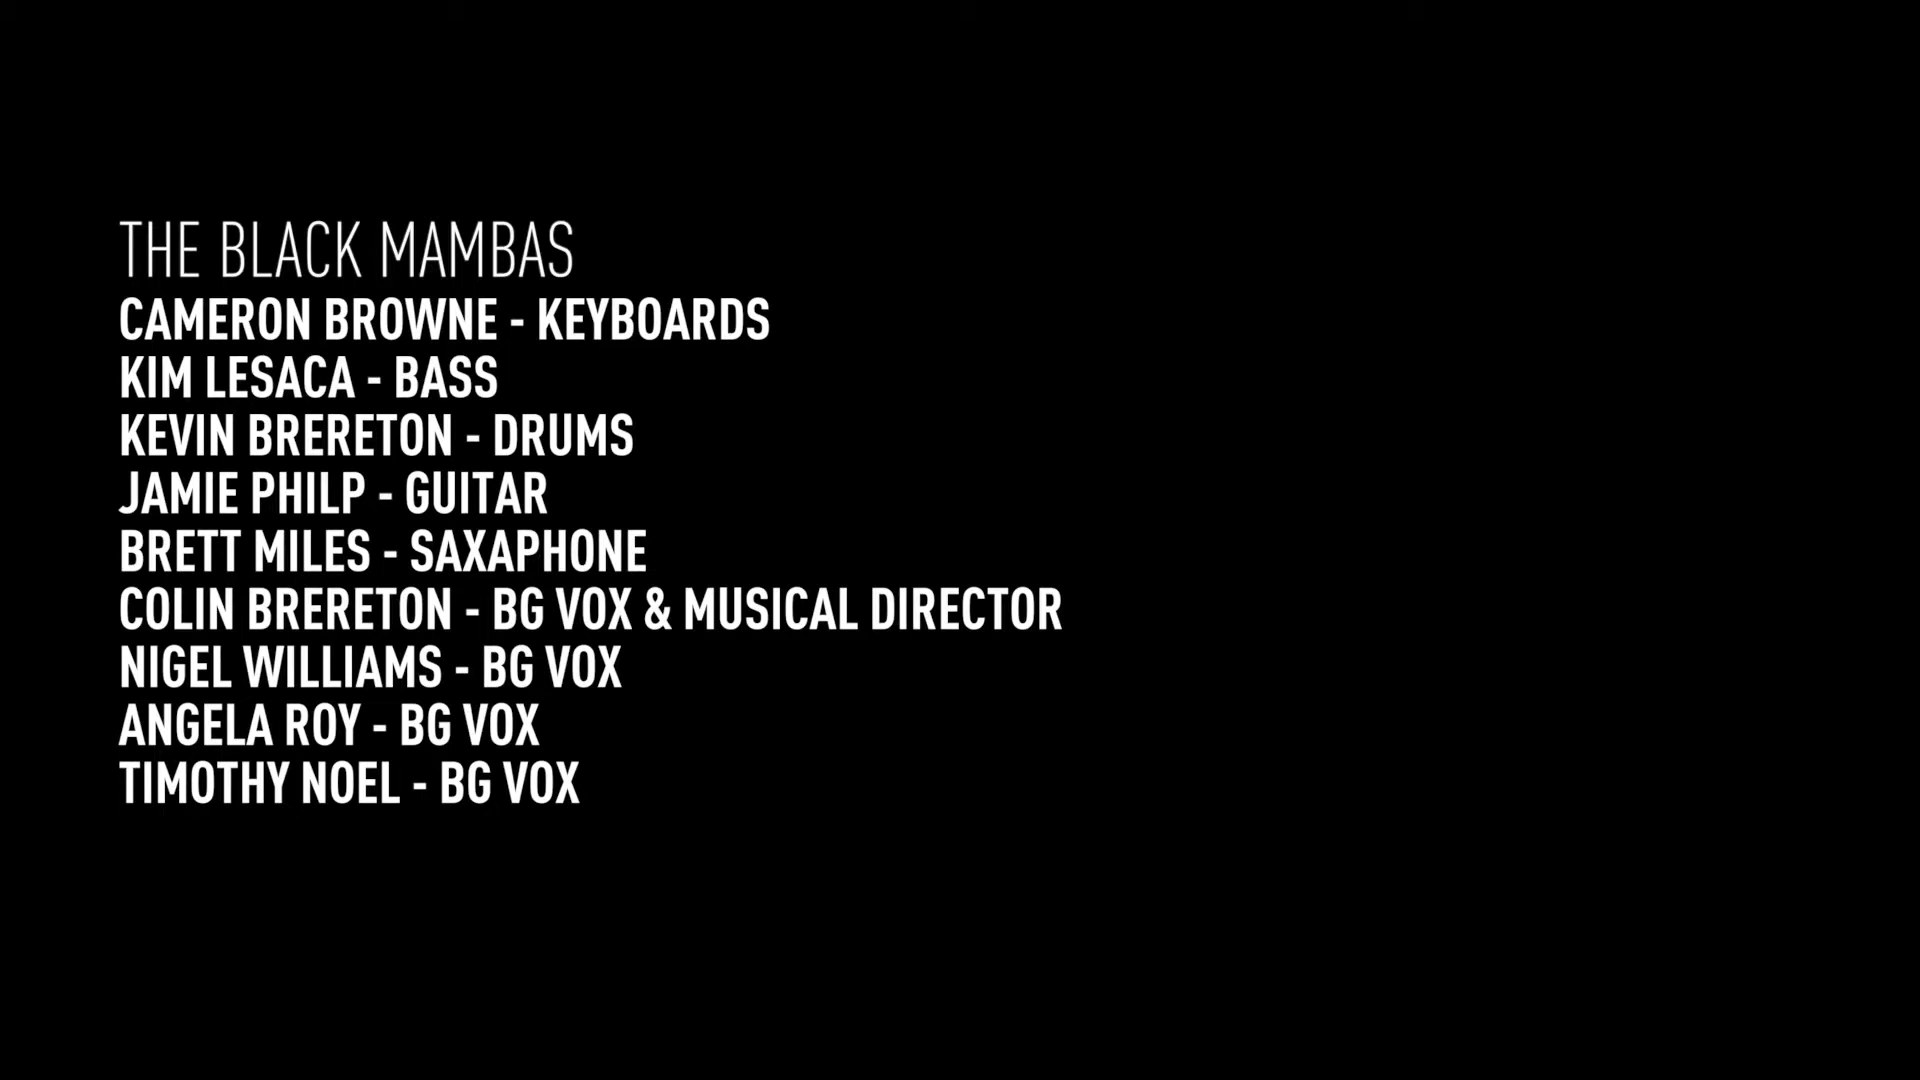 THE BLACK MAMBAS
CAMERON BROWNE - KEYBOARDS
KIM LESACA - BASS
KEVIN BRERETON - DRUMS
JAMIE PHILP - GUITAR
BRETT MILES - SAXAPHONE
COLIN BRERETON - BG VOX & MUSICAL DIRECTOR
NIGEL WILLIAMS - BG VOX
ANGELA ROY - BG VOX
TIMOTHY NOEL - BG VOX